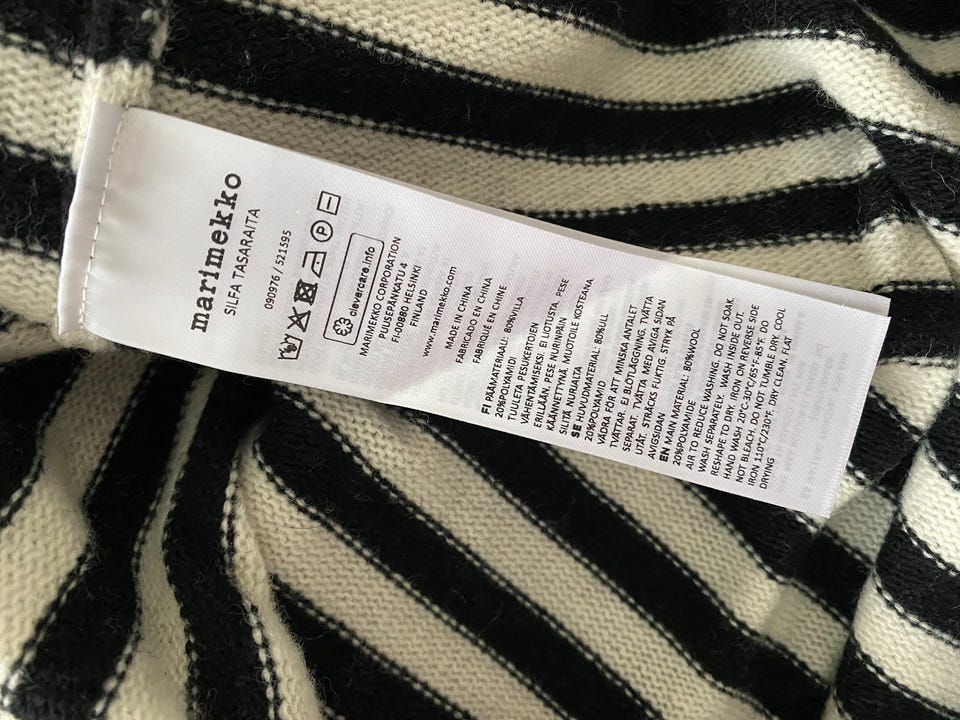 marimekko
SILFA TASARAITA
090976 / 521595
P
clevercare.info
MARIMEKKO CORPORATION
PUUSEPÄNKATU 4
FI-00880 HELSINKI
FINLAND
www.marimekko.com
MADE IN CHINA
FABRICADO EN CHINA
FABRIQUÉ EN CHINE
FI PÄÄMATERIAALI: 80%VILLA
20%POLYAMIDI
TUULETA PESUKERTOJEN
VÄHENTÄMISEKSI. EI LIOTUSTA. PESE
ERILLÄÄN. PESE NURINPÄIN
KÄÄNNETTYNÄ. MUOTOILE KOSTEANA.
SILITÄ NURJALTA
SE HUVUDMATERIAL: 80%ULL
20%POLYAMID
VÄDRA FÖR ATT MINSKA ANTALET
TVÄTTAR. EJ BLÖTLÄGGNING. TVÄTTA
SEPARAT. TVÄTTA MED AVIGA SIDAN
UTÅT. STRÄCKS FUKTIG. STRYK PÅ
AVIGSIDAN
EN MAIN MATERIAL: 80%WOOL
20%POLYAMIDE
AIR TO REDUCE WASHING. DO NOT SOAK
WASH SEPARATELY. WASH INSIDE OUT.
RESHAPE TO DRY. IRON ON REVERSE SIDE
HAND WASH 20°C-30°C/65°F-85°F. DO
NOT BLEACH. DO NOT TUMBLE DRY. COOL
IRON 110°C/230°F. DRY CLEAN. FLAT
DRYING